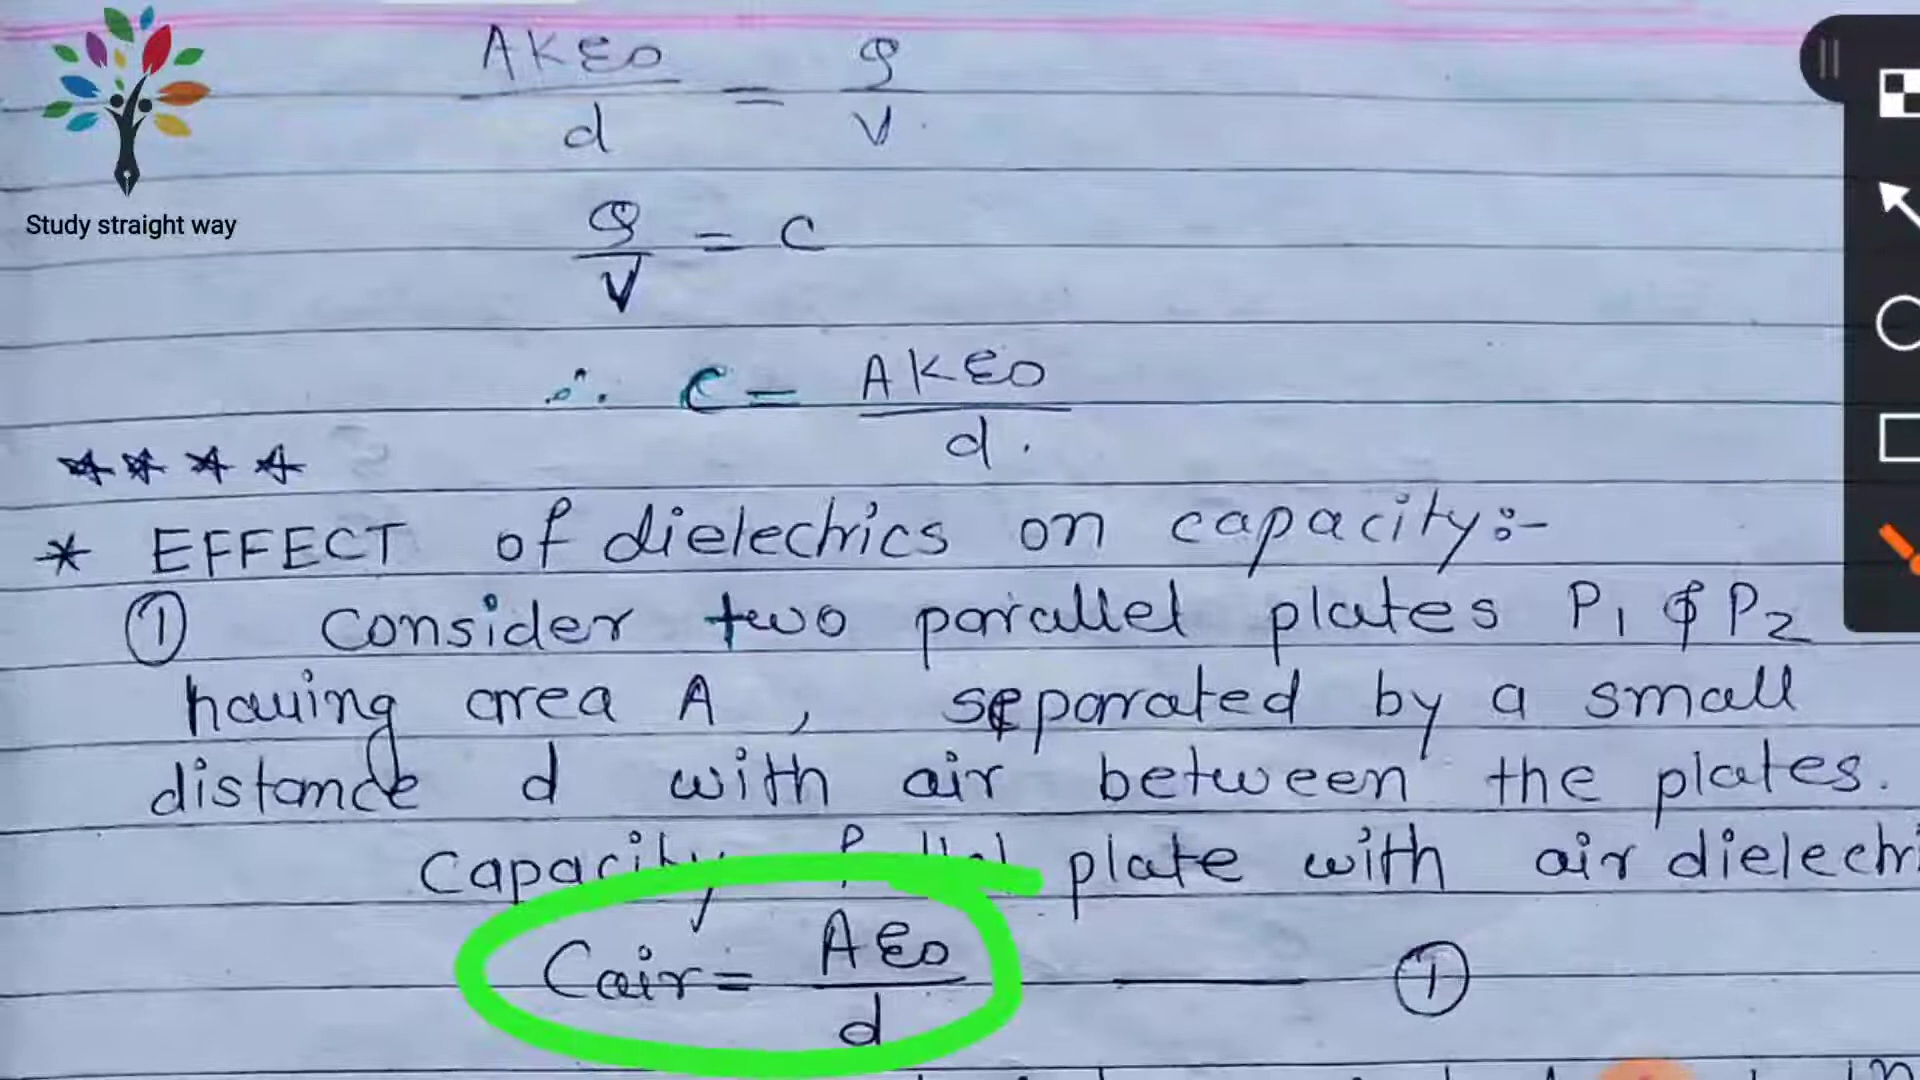 AKε0 / d = Q / V
Study straight way
Q / V = C
∴ C = AKε0 / d.
* EFFECT of dielectrics on capacity:-
① Consider two parallel plates P1 & P2
having area A, separated by a small
distance d with air between the plates.
Capacity plate with air dielectri
Cair = Aε0 / d ——— ①